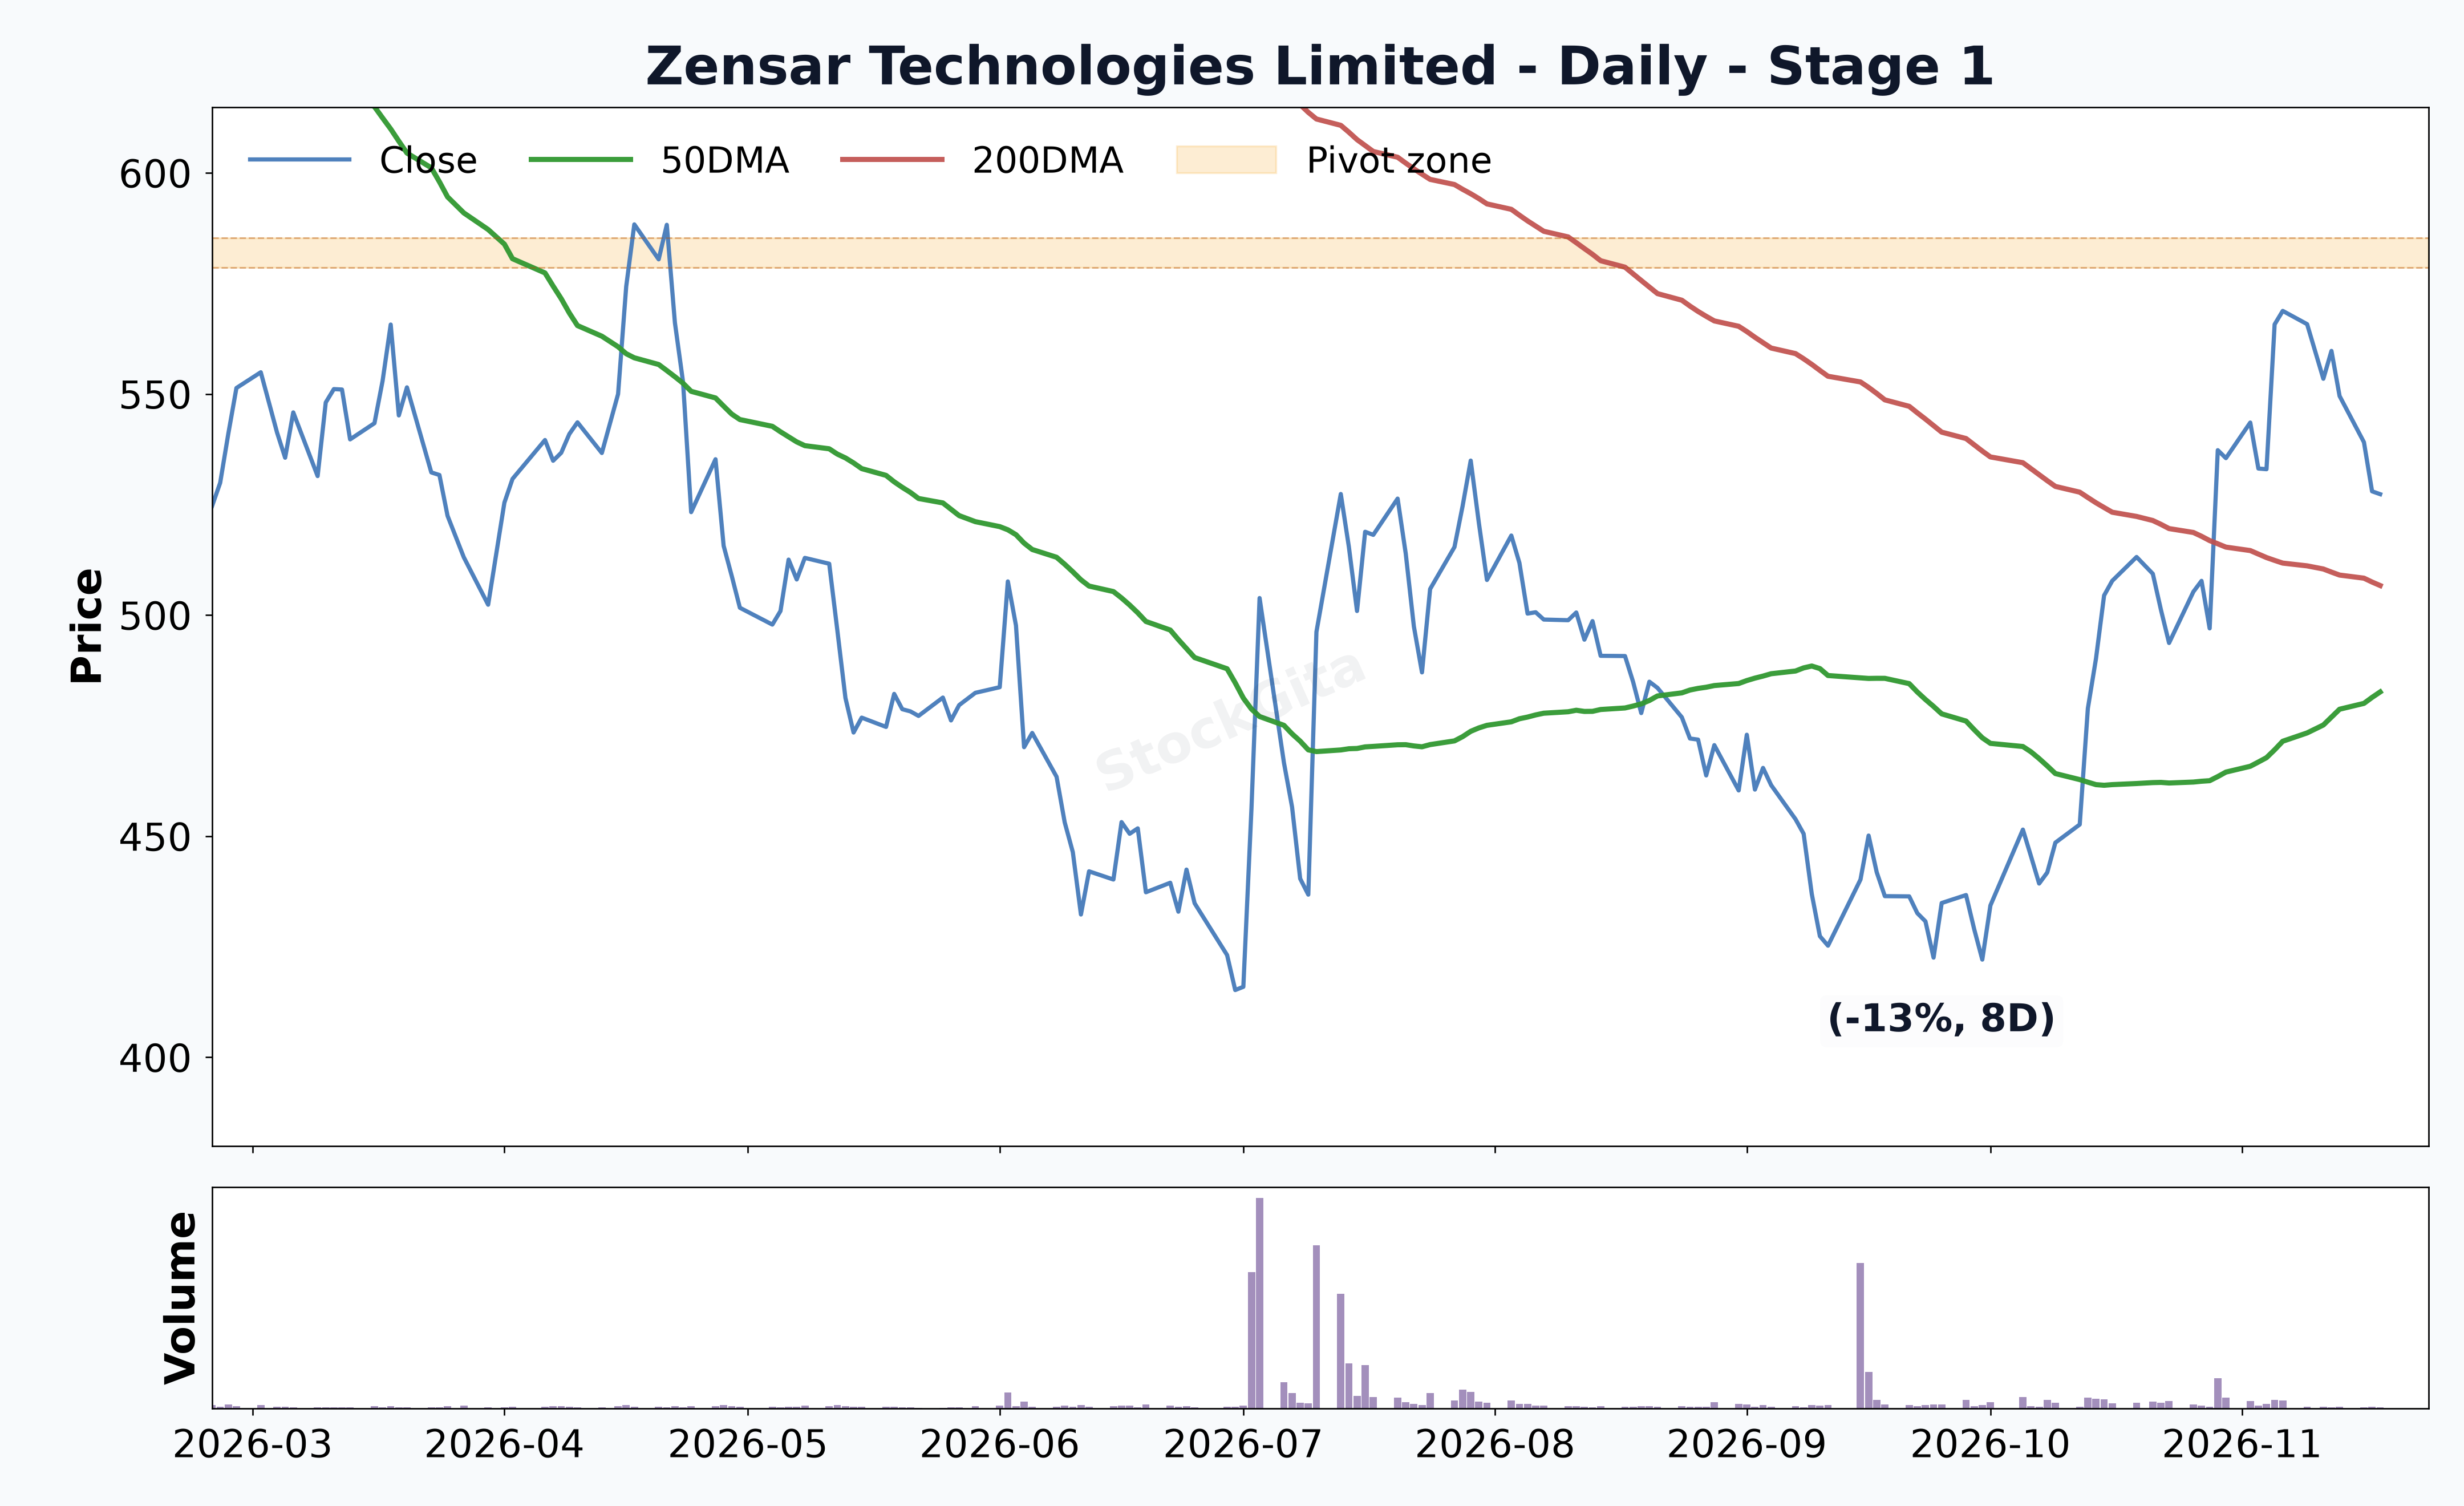 Zensar Technologies Limited - Daily - Stage 1
Close 50DMA 200DMA Pivot zone
600
550
500
450
400
Price
StockGita
(-13%, 8D)
Volume
2026-03 2026-04 2026-05 2026-06 2026-07 2026-08 2026-09 2026-10 2026-11